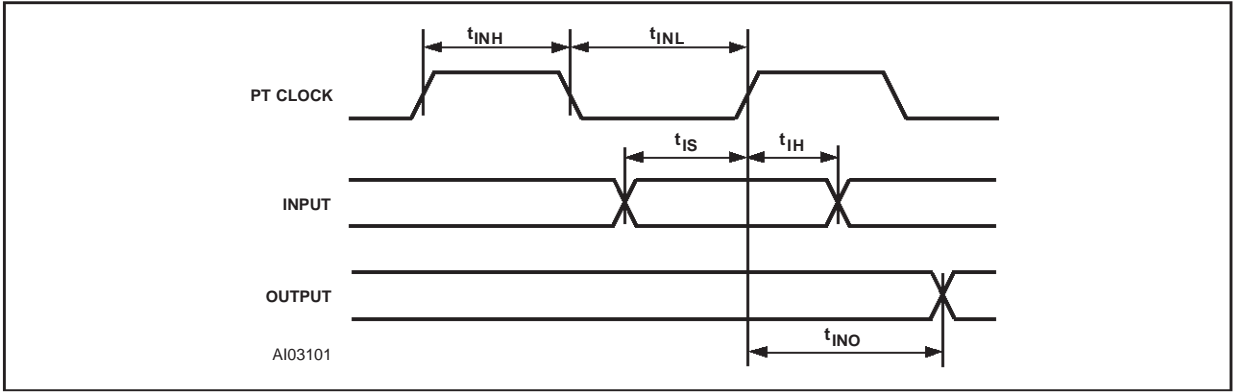 tINH tINL
PT CLOCK
tIS tIH
INPUT
OUTPUT
tINO
AI03101